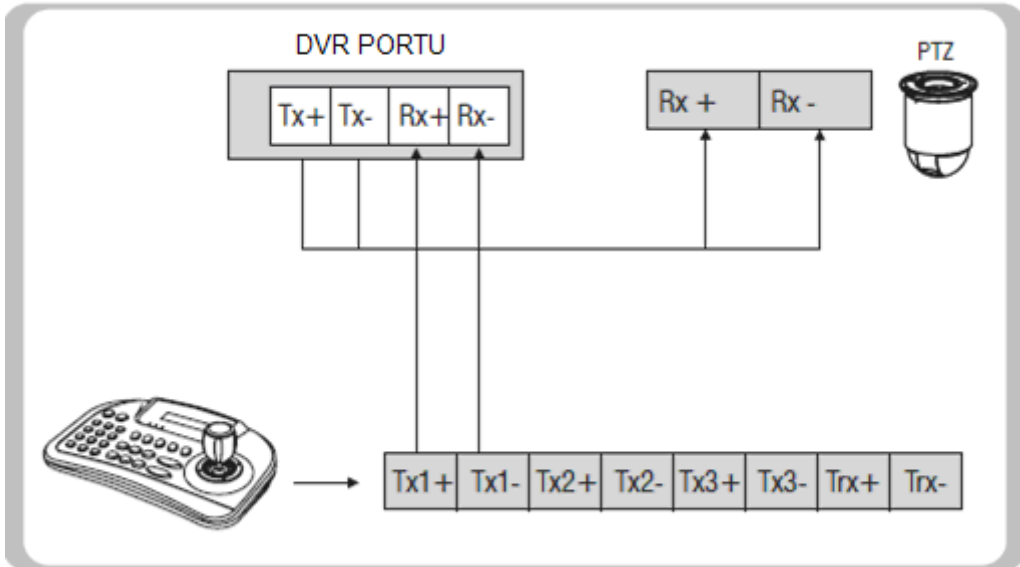 DVR PORTU
PTZ
Tx+ Tx- Rx+ Rx-
Rx + Rx -
Tx1+ Tx1- Tx2+ Tx2- Tx3+ Tx3- Trx+ Trx-